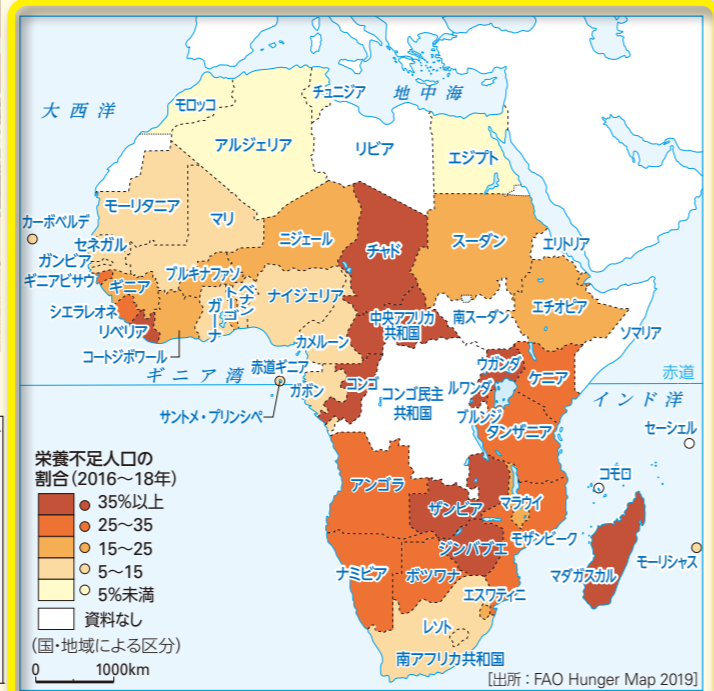 大西洋
モロッコ
チュニジア
地中海
アルジェリア
リビア
エジプト
モーリタニア
マリ
カーボベルデ
ニジェール
チャド
スーダン
エリトリア
セネガル
ガンビア
ギニアビサウ
ギニア
ブルキナファソ
ベナン
トーゴ
ガーナ
ナイジェリア
エチオピア
シエラレオネ
リベリア
中央アフリカ
共和国
南スーダン
ソマリア
コートジボワール
カメルーン
ギニア湾
赤道ギニア
ガボン
コンゴ
コンゴ民主
共和国
ウガンダ
ルワンダ
ブルンジ
ケニア
赤道
インド洋
サントメ・プリンシペ
タンザニア
セーシェル
コモロ
アンゴラ
ザンビア
マラウイ
モザンビーク
ジンバブエ
マダガスカル
モーリシャス
ナミビア
ボツワナ
エスワティニ
レソト
南アフリカ共和国
栄養不足人口の
割合(2016～18年)
35%以上
25～35
15～25
5～15
5%未満
資料なし
(国・地域による区分)
0 1000km
[出所：FAO Hunger Map 2019]